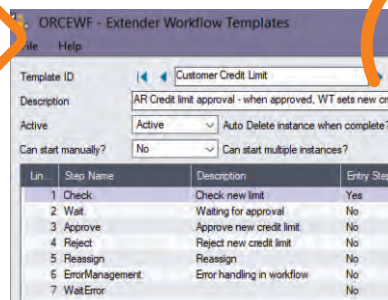 ORCEWF - Extender Workflow Templates
File Help
Template ID Customer Credit Limit
Description AR Credit limit approval - when approved, WT sets new cre
Active Active Auto Delete instance when complete?
Can start manually? No Can start multiple instances?
Lin... Step Name Description Entry Step
1 Check Check new limit Yes
2 Wait Waiting for approval No
3 Approve Approve new credit limit No
4 Reject Reject new credit limit No
5 Reassign Reassign No
6 ErrorManagement Error handling in workflow No
7 WaitError No